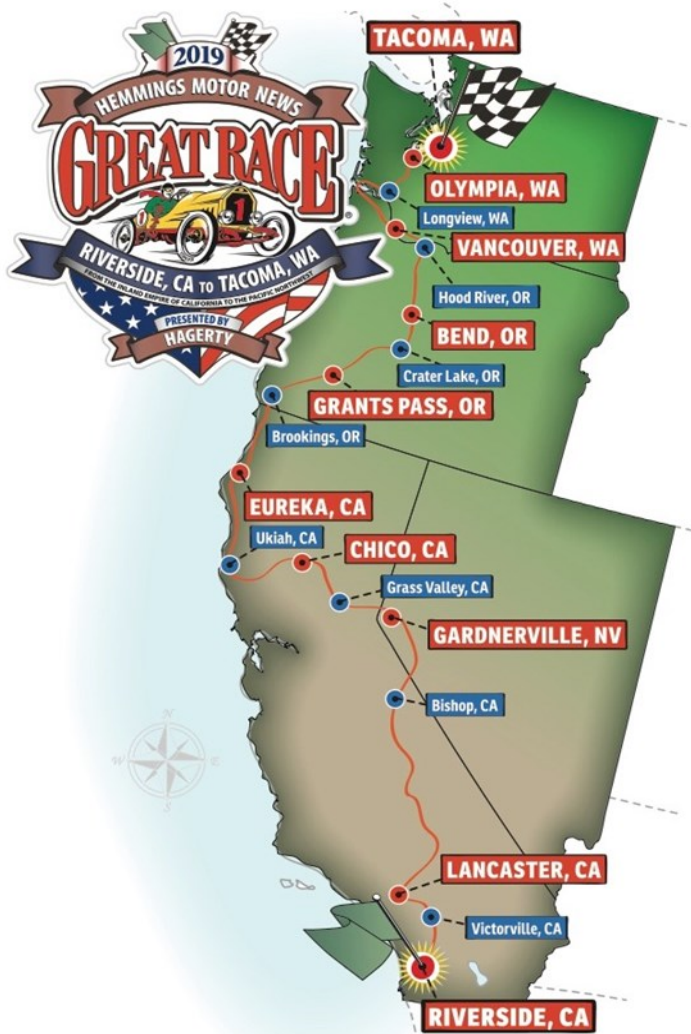 2019
HEMMINGS MOTOR NEWS
GREAT RACE
1
RIVERSIDE, CA TO TACOMA, WA
FROM THE INLAND EMPIRE OF CALIFORNIA TO THE PACIFIC NORTHWEST
PRESENTED BY
HAGERTY
TACOMA, WA
OLYMPIA, WA
Longview, WA
VANCOUVER, WA
Hood River, OR
BEND, OR
Crater Lake, OR
GRANTS PASS, OR
Brookings, OR
EUREKA, CA
Ukiah, CA
CHICO, CA
Grass Valley, CA
GARDNERVILLE, NV
Bishop, CA
N
W E
S
LANCASTER, CA
Victorville, CA
RIVERSIDE, CA